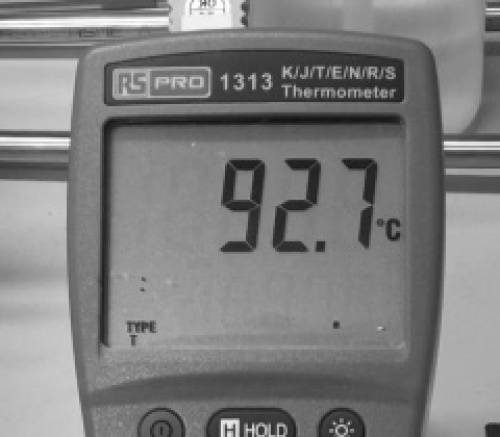 RS PRO 1313 K/J/T/E/N/R/S
Thermometer
92.7 °C
TYPE
T
HOLD